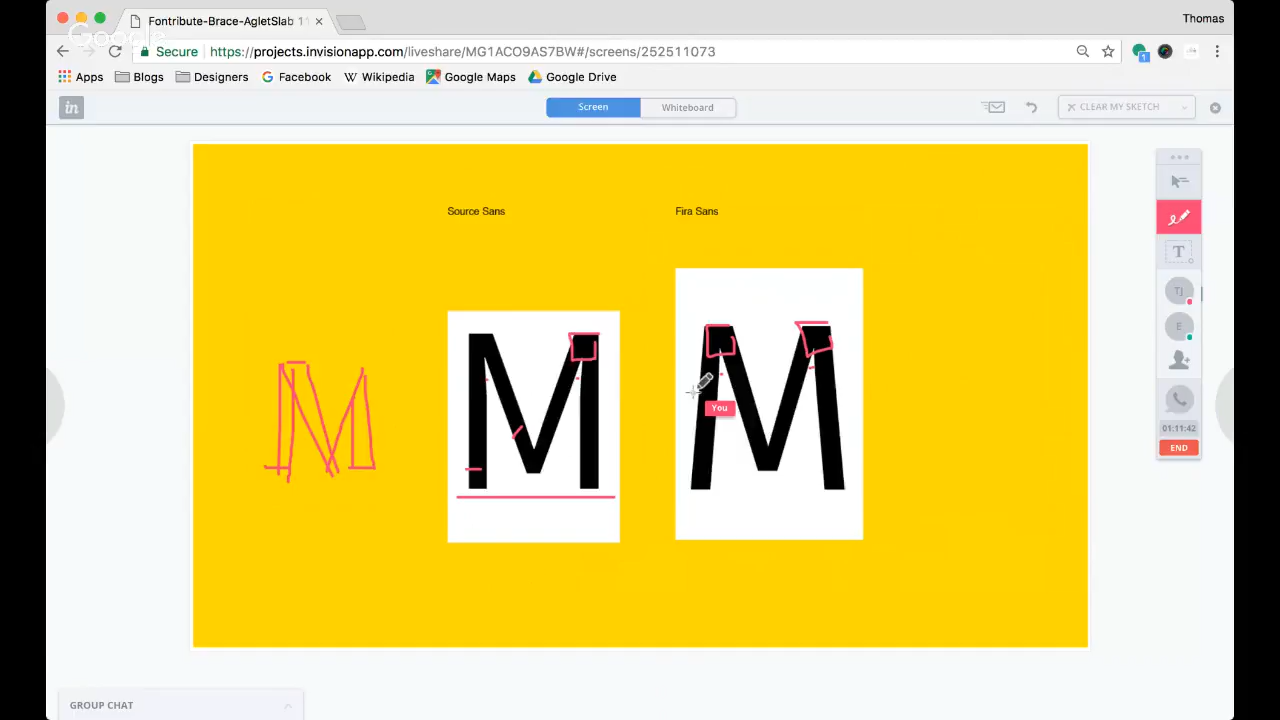 Fontribute-Brace-AgletSlab 1
Thomas
Google
Secure
https://projects.invisionapp.com/liveshare/MG1ACO9AS7BW#/screens/252511073
1
Apps
Blogs
Designers
Facebook
Wikipedia
Google Maps
Google Drive
in
Screen
Whiteboard
CLEAR MY SKETCH
Source Sans
Fira Sans
T
TJ
E
M
M
M
You
01:11:42
END
GROUP CHAT